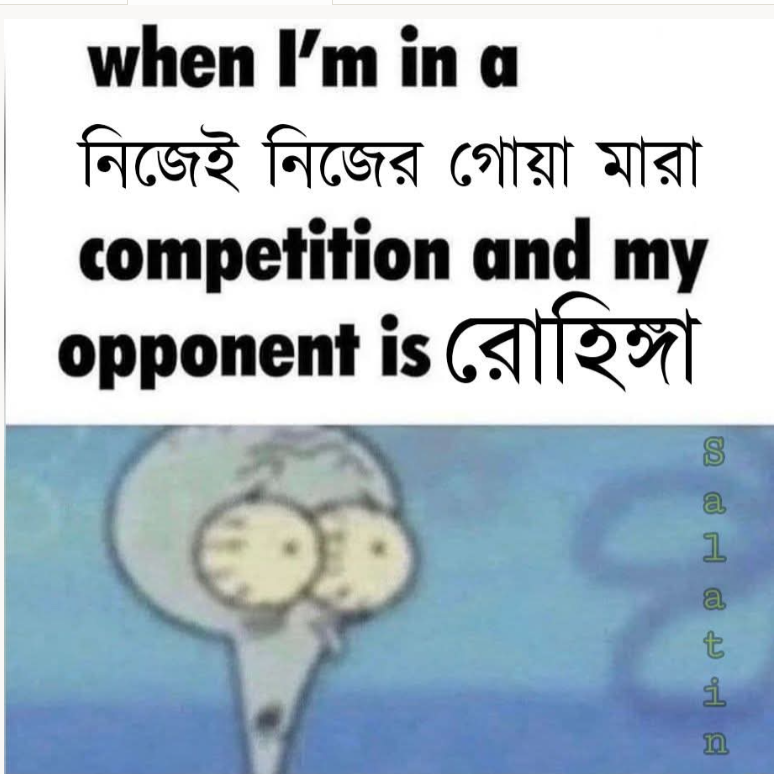 when I'm in a
নিজেই নিজের গোয়া মারা
competition and my
opponent is রোহিঙ্গা
Salatin